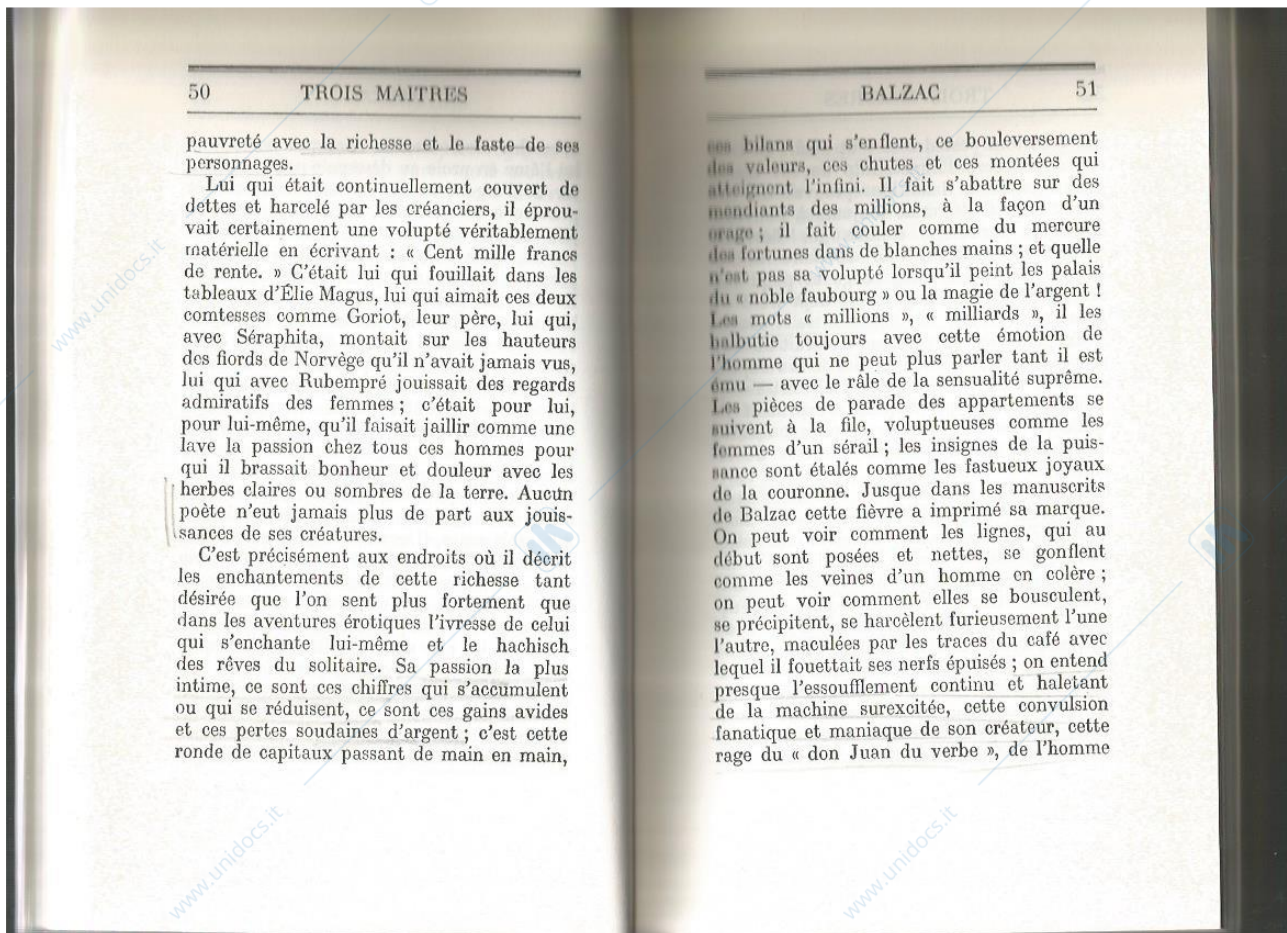 50 TROIS MAITRES
pauvreté avec la richesse et le faste de ses
personnages.
Lui qui était continuellement couvert de
dettes et harcelé par les créanciers, il éprou-
vait certainement une volupté véritablement
matérielle en écrivant : « Cent mille francs
de rente. » C'était lui qui fouillait dans les
tableaux d'Élie Magus, lui qui aimait ces deux
comtesses comme Goriot, leur père, lui qui,
avec Séraphita, montait sur les hauteurs
des fiords de Norvège qu'il n'avait jamais vus,
lui qui avec Rubempré jouissait des regards
admiratifs des femmes ; c'était pour lui,
pour lui-même, qu'il faisait jaillir comme une
lave la passion chez tous ces hommes pour
qui il brassait bonheur et douleur avec les
herbes claires ou sombres de la terre. Aucun
poète n'eut jamais plus de part aux jouis-
sances de ses créatures.
C'est précisément aux endroits où il décrit
les enchantements de cette richesse tant
désirée que l'on sent plus fortement que
dans les aventures érotiques l'ivresse de celui
qui s'enchante lui-même et le hachisch
des rêves du solitaire. Sa passion la plus
intime, ce sont ces chiffres qui s'accumulent
ou qui se réduisent, ce sont ces gains avides
et ces pertes soudaines d'argent ; c'est cette
ronde de capitaux passant de main en main,
BALZAC 51
ces bilans qui s'enflent, ce bouleversement
des valeurs, ces chutes et ces montées qui
atteignent l'infini. Il fait s'abattre sur des
mendiants des millions, à la façon d'un
orage ; il fait couler comme du mercure
des fortunes dans de blanches mains ; et quelle
n'est pas sa volupté lorsqu'il peint les palais
du « noble faubourg » ou la magie de l'argent !
Les mots « millions », « milliards », il les
balbutie toujours avec cette émotion de
l'homme qui ne peut plus parler tant il est
ému — avec le râle de la sensualité suprême.
Les pièces de parade des appartements se
suivent à la file, voluptueuses comme les
femmes d'un sérail ; les insignes de la puis-
sance sont étalés comme les fastueux joyaux
de la couronne. Jusque dans les manuscrits
de Balzac cette fièvre a imprimé sa marque.
On peut voir comment les lignes, qui au
début sont posées et nettes, se gonflent
comme les veines d'un homme en colère ;
on peut voir comment elles se bousculent,
se précipitent, se harcèlent furieusement l'une
l'autre, maculées par les traces du café avec
lequel il fouettait ses nerfs épuisés ; on entend
presque l'essoufflement continu et haletant
de la machine surexcitée, cette convulsion
fanatique et maniaque de son créateur, cette
rage du « don Juan du verbe », de l'homme
www.unidocs.it
www.unidocs.it
www.unidocs.it